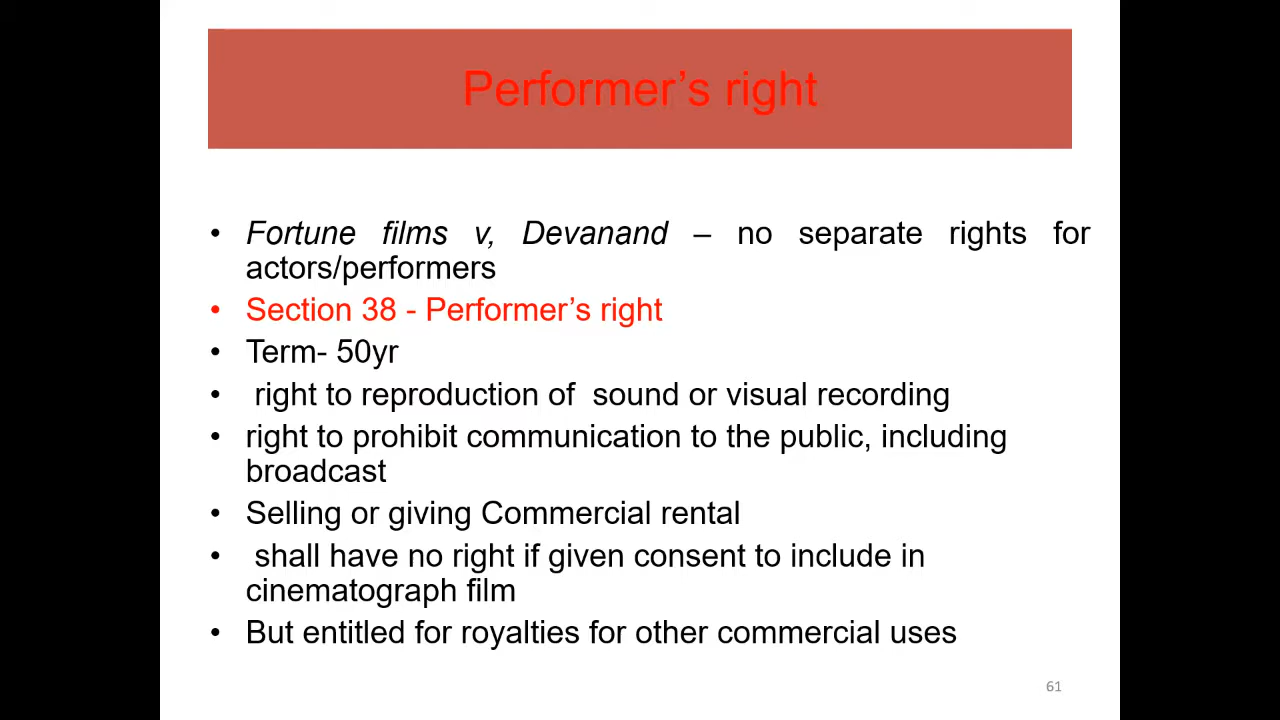 Performer’s right
• Fortune films v, Devanand – no separate rights for
actors/performers
• Section 38 - Performer’s right
• Term- 50yr
• right to reproduction of sound or visual recording
• right to prohibit communication to the public, including
broadcast
• Selling or giving Commercial rental
• shall have no right if given consent to include in
cinematograph film
• But entitled for royalties for other commercial uses
61